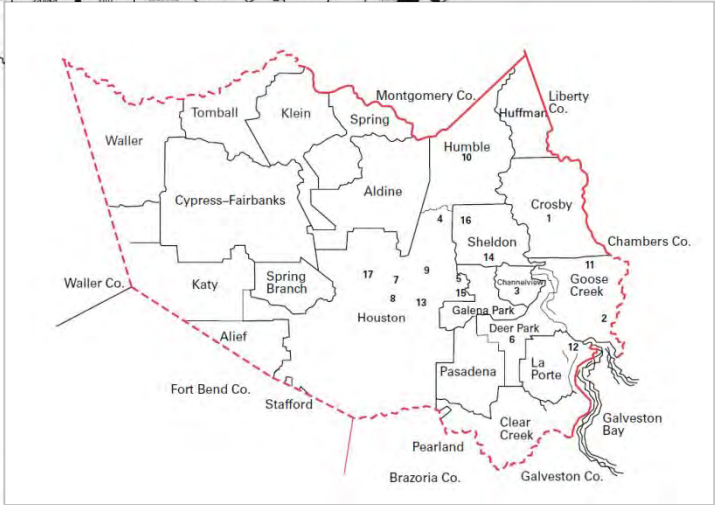 Montgomery Co.
Liberty
Co.
Tomball
Klein
Spring
Huffman
Waller
Humble
10
Aldine
Cypress–Fairbanks
Crosby
1
4
16
Sheldon
14
Chambers Co.
11
Goose
Creek
2
Waller Co.
Katy
Spring
Branch
17
7
9
8
13
Houston
5
15
Channelview
3
Galena Park
Deer Park
6
12
Alief
Pasadena
La
Porte
Fort Bend Co.
Stafford
Clear
Creek
Galveston
Bay
Pearland
Brazoria Co.
Galveston Co.